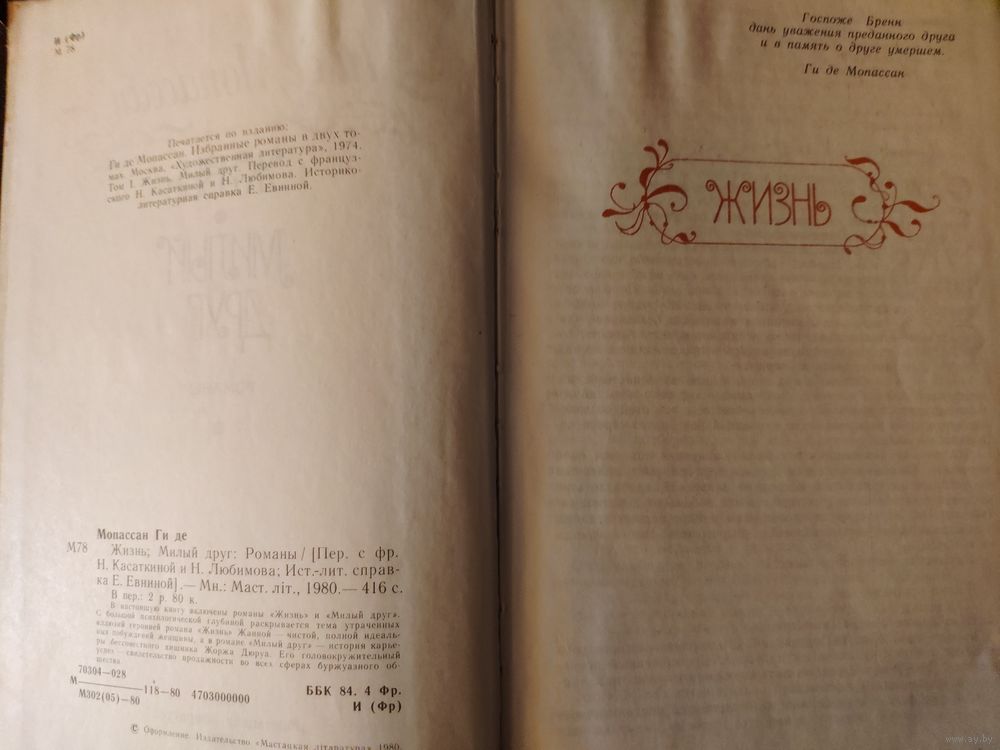 И (Фр)
М 78
Печатается по изданию:
Ги де Мопассан. Избранные романы в двух то-
мах. Москва, «Художественная литература», 1974.
Том I. Жизнь. Милый друг. Перевод с француз-
ского Н. Касаткиной и Н. Любимова. Историко-
литературная справка Е. Евниной.
МИЛЫЙ
ДРУГ
Мопассан Ги де
М78 Жизнь; Милый друг: Романы / [Пер. с фр.
Н. Касаткиной и Н. Любимова; Ист.-лит. справ-
ка Е. Евниной].— Мн.: Маст. літ., 1980.— 416 с.
В пер.: 2 р. 80 к.
В настоящую книгу включены романы «Жизнь» и «Милый друг».
С большой психологической глубиной раскрывается тема утраченных
иллюзий героиней романа «Жизнь» Жанной — чистой, полной идеаль-
ных побуждений женщины, а в романе «Милый друг» — история карье-
ры бессовестного хищника Жоржа Дюруа. Его головокружительный
успех — свидетельство продажности во всех сферах буржуазного об-
щества.
70304—028
М 118—80 4703000000
М302(05)—80
ББК 84. 4 Фр.
И (Фр)
© Оформление. Издательство «Мастацкая літаратура» 1980.
Госпоже Бренн
дань уважения преданного друга
и в память о друге умершем.
Ги де Мопассан
ЖИЗНЬ
www.ay.by